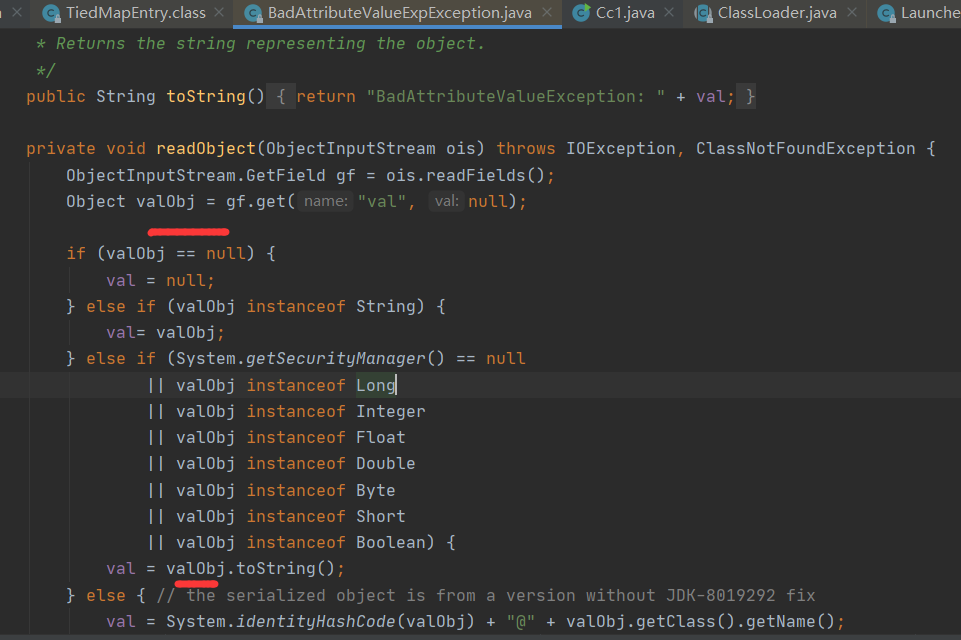 TiedMapEntry.class BadAttributeValueExpException.java Cc1.java ClassLoader.java Launche
* Returns the string representing the object.
*/
public String toString() { return "BadAttributeValueException: " + val; }
private void readObject(ObjectInputStream ois) throws IOException, ClassNotFoundException {
ObjectInputStream.GetField gf = ois.readFields();
Object valObj = gf.get( name: "val", val: null);
if (valObj == null) {
val = null;
} else if (valObj instanceof String) {
val= valObj;
} else if (System.getSecurityManager() == null
|| valObj instanceof Long
|| valObj instanceof Integer
|| valObj instanceof Float
|| valObj instanceof Double
|| valObj instanceof Byte
|| valObj instanceof Short
|| valObj instanceof Boolean) {
val = valObj.toString();
} else { // the serialized object is from a version without JDK-8019292 fix
val = System.identityHashCode(valObj) + "@" + valObj.getClass().getName();